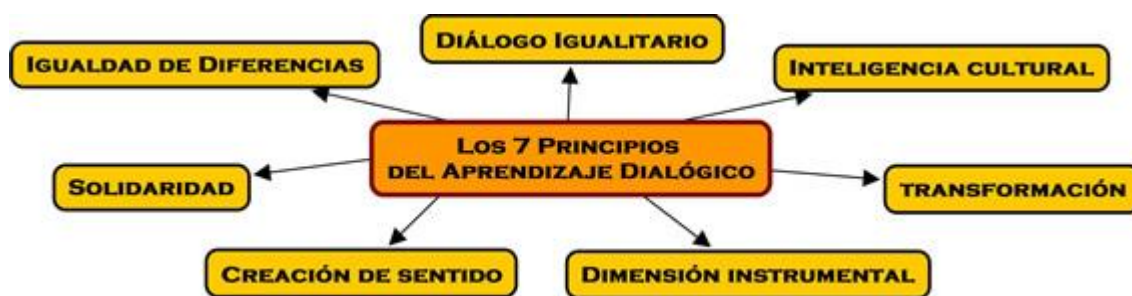 DIÁLOGO IGUALITARIO
IGUALDAD DE DIFERENCIAS
INTELIGENCIA CULTURAL
LOS 7 PRINCIPIOS
DEL APRENDIZAJE DIALÓGICO
SOLIDARIDAD
TRANSFORMACIÓN
CREACIÓN DE SENTIDO
DIMENSIÓN INSTRUMENTAL